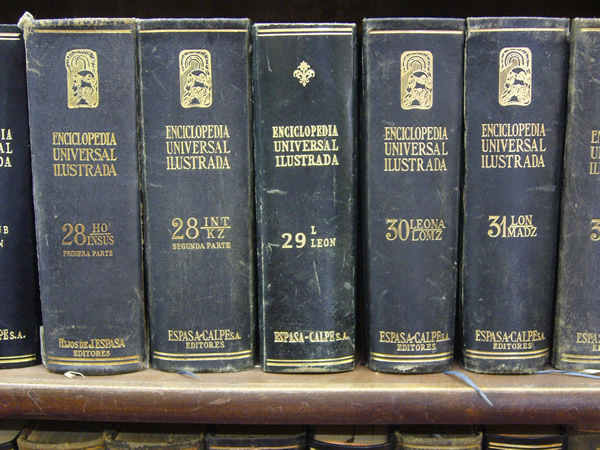 ENCICLOPEDIA
UNIVERSAL
ILUSTRADA
28 HO'
INSUS
PRIMERA PARTE
HIJOS DE J. ESPASA
EDITORES
ENCICLOPEDIA
UNIVERSAL
ILUSTRADA
28 INT
KZ
SEGUNDA PARTE
ESPASA-CALPE S.A.
EDITORES
ENCICLOPEDIA
UNIVERSAL
ILUSTRADA
29 L
LEON
ESPASA-CALPE S.A.
ENCICLOPEDIA
UNIVERSAL
ILUSTRADA
30 LEONA
LOMZ
ESPASA-CALPE S.A.
EDITORES
ENCICLOPEDIA
UNIVERSAL
ILUSTRADA
31 LON
MADZ
ESPASA-CALPE S.A.
EDITORES